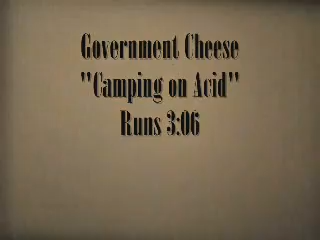 Government Cheese
"Camping on Acid"
Runs 3:06